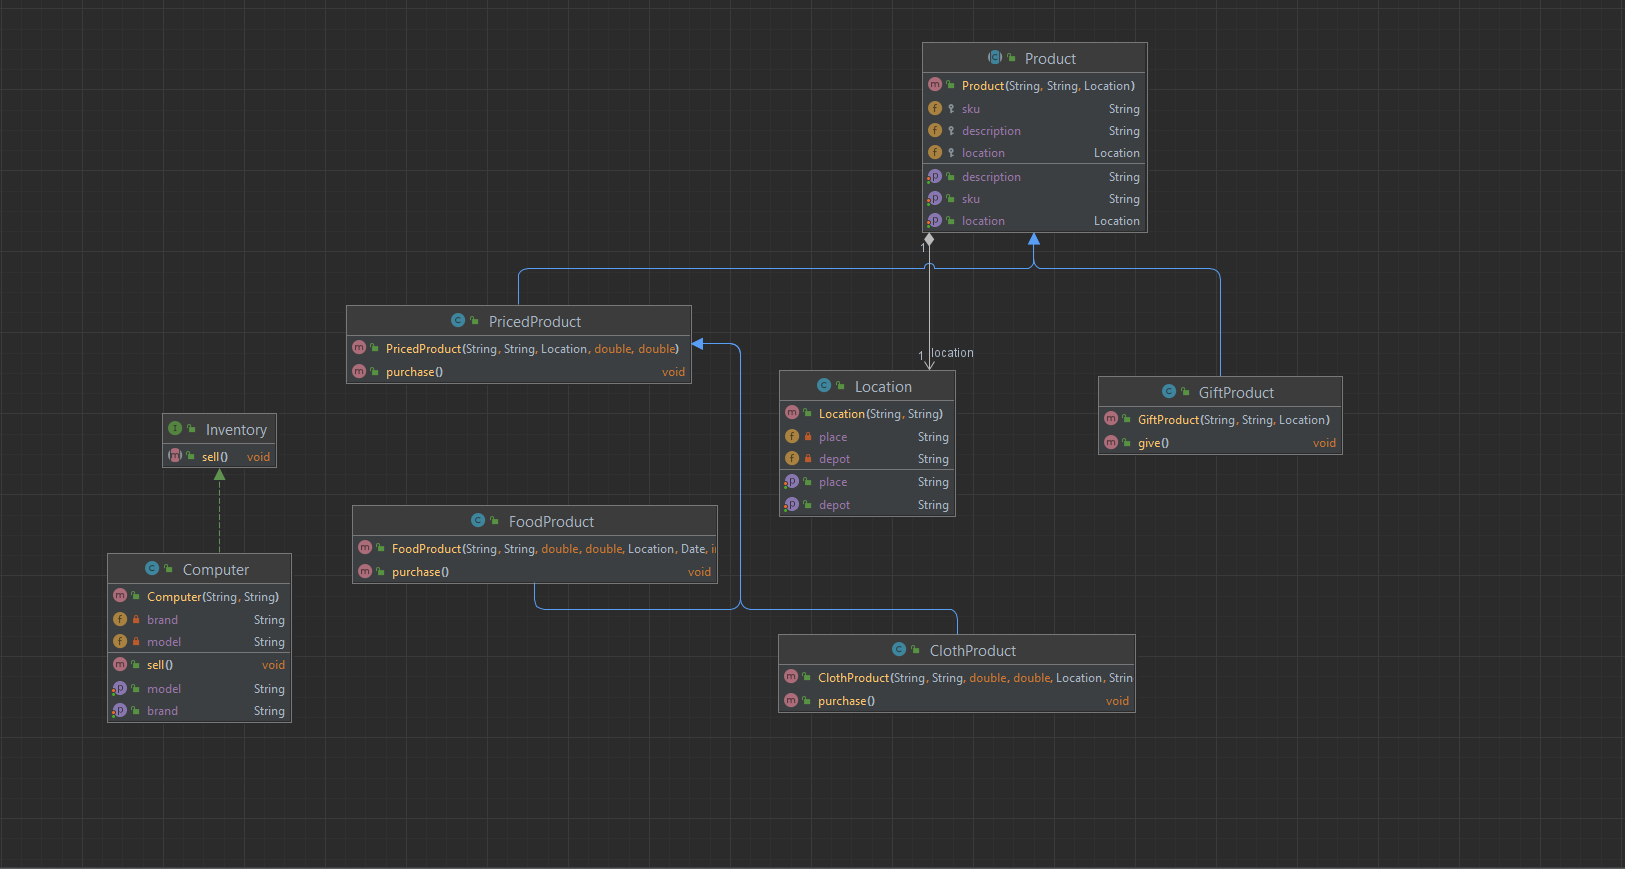 Product
Product(String, String, Location)
sku String
description String
location Location
description String
sku String
location Location
1
1 location
PricedProduct
PricedProduct(String, String, Location, double, double)
purchase() void
Location
Location(String, String)
place String
depot String
place String
depot String
GiftProduct
GiftProduct(String, String, Location)
give() void
Inventory
sell() void
FoodProduct
FoodProduct(String, String, double, double, Location, Date,
purchase() void
Computer
Computer(String, String)
brand String
model String
sell() void
model String
brand String
ClothProduct
ClothProduct(String, String, double, double, Location, Strin
purchase() void